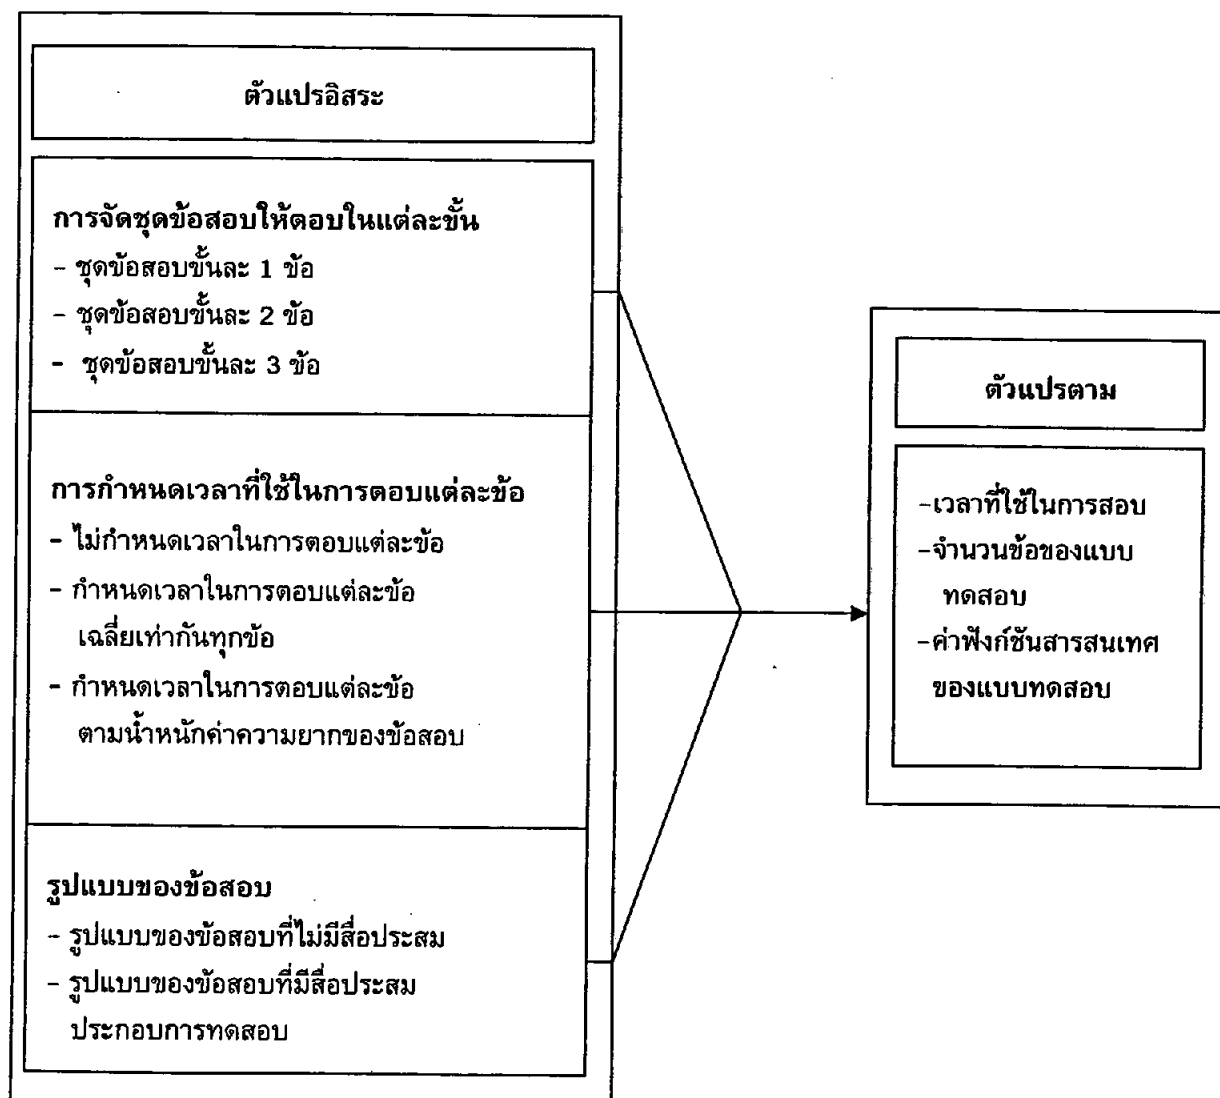 ตัวแปรอิสระ
การจัดชุดข้อสอบให้ตอบในแต่ละขั้น
- ชุดข้อสอบขั้นละ 1 ข้อ
- ชุดข้อสอบขั้นละ 2 ข้อ
- ชุดข้อสอบขั้นละ 3 ข้อ
การกำหนดเวลาที่ใช้ในการตอบแต่ละข้อ
- ไม่กำหนดเวลาในการตอบแต่ละข้อ
- กำหนดเวลาในการตอบแต่ละข้อ
เฉลี่ยเท่ากันทุกข้อ
- กำหนดเวลาในการตอบแต่ละข้อ
ตามน้ำหนักค่าความยากของข้อสอบ
รูปแบบของข้อสอบ
- รูปแบบของข้อสอบที่ไม่มีสื่อประสม
- รูปแบบของข้อสอบที่มีสื่อประสม
ประกอบการทดสอบ
ตัวแปรตาม
-เวลาที่ใช้ในการสอบ
-จำนวนข้อของแบบ
ทดสอบ
-ค่าฟังก์ชันสารสนเทศ
ของแบบทดสอบ